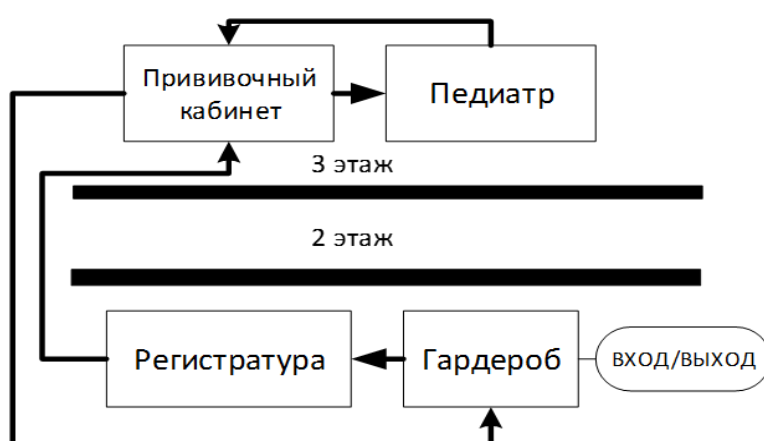 Прививочный
кабинет
Педиатр
3 этаж
2 этаж
Регистратура
Гардероб
ВХОД/ВЫХОД